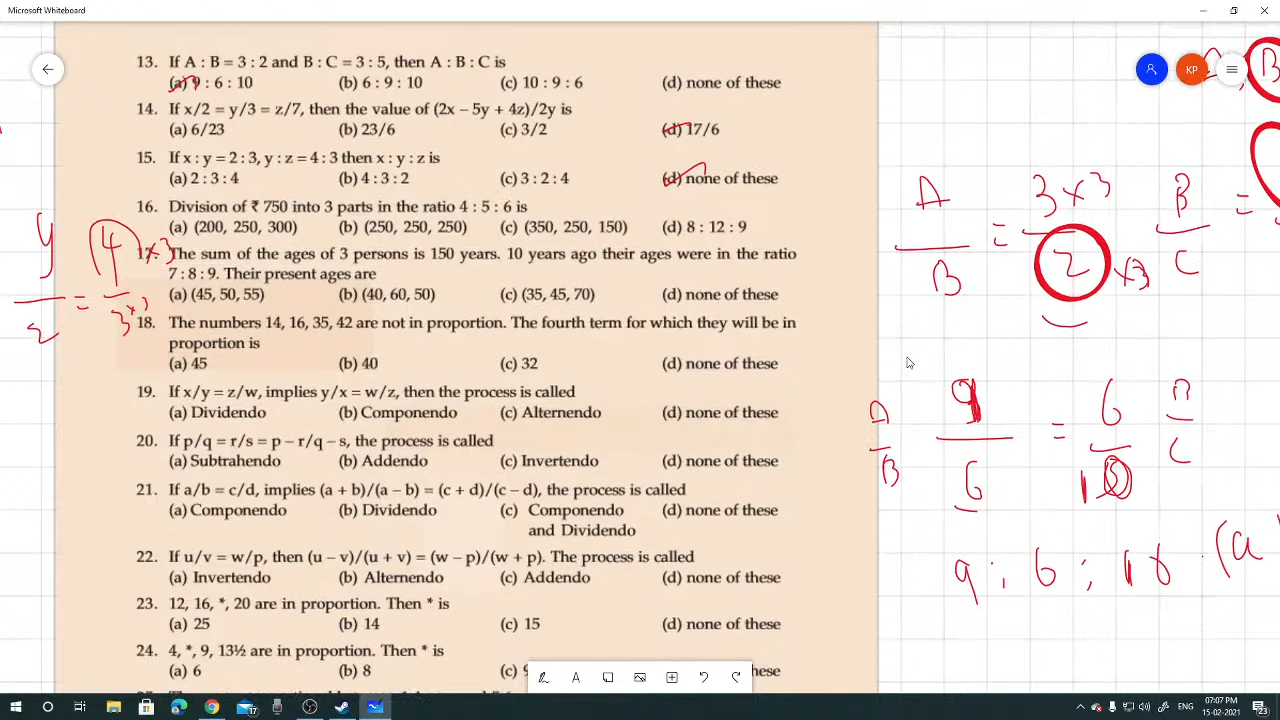 Microsoft Whiteboard
13. If A : B = 3 : 2 and B : C = 3 : 5, then A : B : C is
(a) 9 : 6 : 10 (b) 6 : 9 : 10 (c) 10 : 9 : 6 (d) none of these
14. If x/2 = y/3 = z/7, then the value of (2x – 5y + 4z)/2y is
(a) 6/23 (b) 23/6 (c) 3/2 (d) 17/6
15. If x : y = 2 : 3, y : z = 4 : 3 then x : y : z is
(a) 2 : 3 : 4 (b) 4 : 3 : 2 (c) 3 : 2 : 4 (d) none of these
16. Division of ₹ 750 into 3 parts in the ratio 4 : 5 : 6 is
(a) (200, 250, 300) (b) (250, 250, 250) (c) (350, 250, 150) (d) 8 : 12 : 9
17. The sum of the ages of 3 persons is 150 years. 10 years ago their ages were in the ratio
7 : 8 : 9. Their present ages are
(a) (45, 50, 55) (b) (40, 60, 50) (c) (35, 45, 70) (d) none of these
18. The numbers 14, 16, 35, 42 are not in proportion. The fourth term for which they will be in
proportion is
(a) 45 (b) 40 (c) 32 (d) none of these
19. If x/y = z/w, implies y/x = w/z, then the process is called
(a) Dividendo (b) Componendo (c) Alternendo (d) none of these
20. If p/q = r/s = p – r/q – s, the process is called
(a) Subtrahendo (b) Addendo (c) Invertendo (d) none of these
21. If a/b = c/d, implies (a + b)/(a – b) = (c + d)/(c – d), the process is called
(a) Componendo (b) Dividendo (c) Componendo (d) none of these
and Dividendo
22. If u/v = w/p, then (u – v)/(u + v) = (w – p)/(w + p). The process is called
(a) Invertendo (b) Alternendo (c) Addendo (d) none of these
23. 12, 16, *, 20 are in proportion. Then * is
(a) 25 (b) 14 (c) 15 (d) none of these
24. 4, *, 9, 13½ are in proportion. Then * is
(a) 6 (b) 8 (c) hese
y = 4 ×3
z 3 ×3
KP
B
A = 3 ×3 B =
B 2 ×3 C
A 9 = 6 B
B 6 10 C
9 : 6 : 10 (a
ENG
07:07 PM
15-02-2021
23